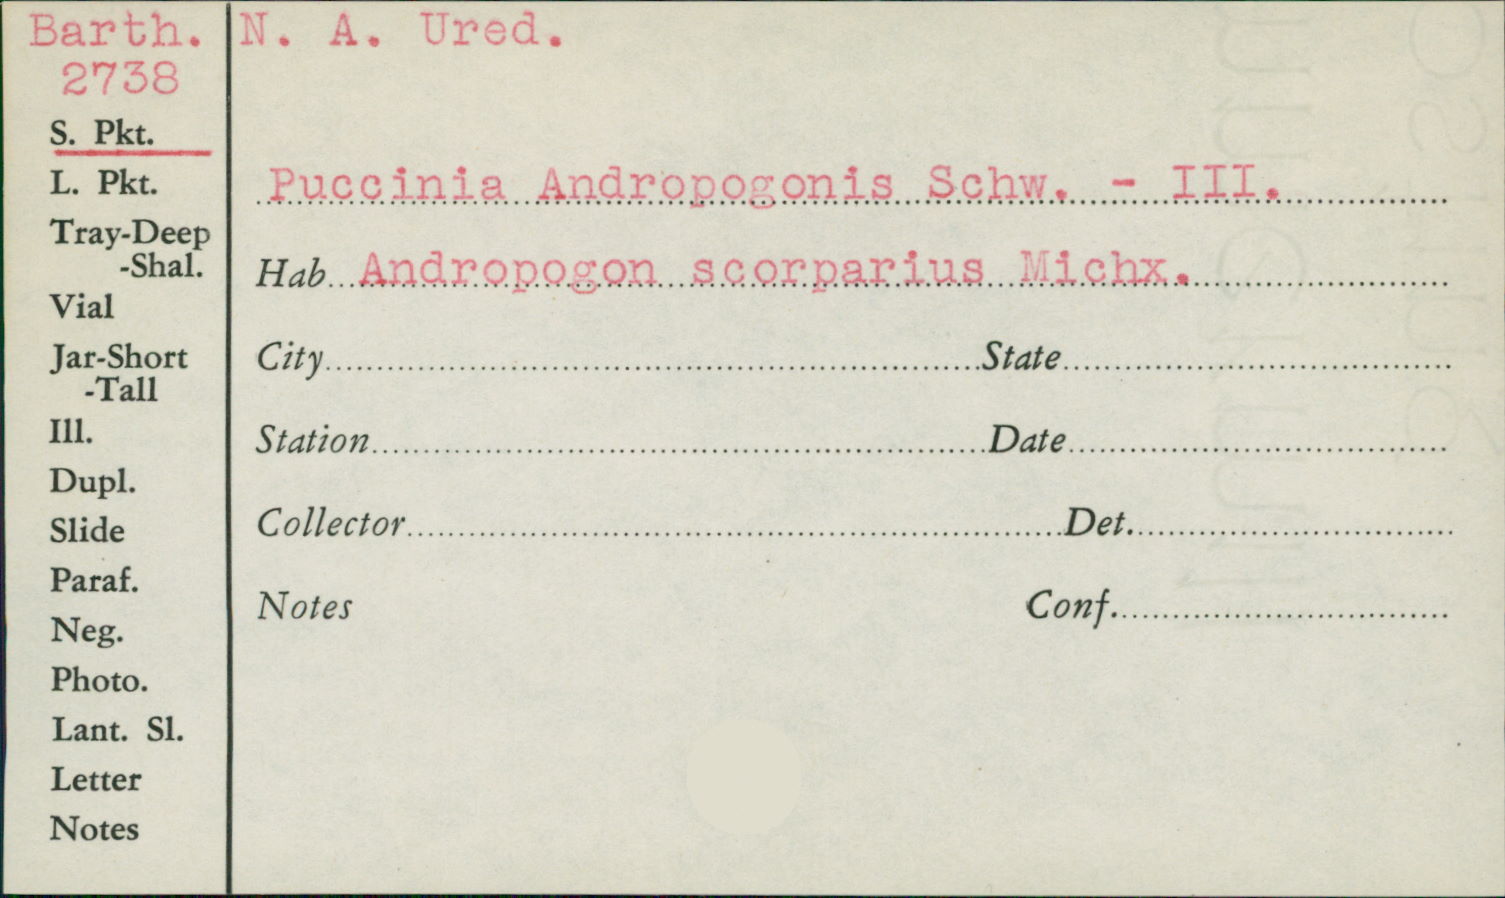 Barth. N. A. Ured.
2738
S. Pkt.
L. Pkt.
Tray-Deep
-Shal.
Vial
Jar-Short
-Tall
Ill.
Dupl.
Slide
Paraf.
Neg.
Photo.
Lant. Sl.
Letter
Notes
Puccinia Andropogonis Schw. - III.
Hab. Andropogon scorparius Michx.
City State
Station Date
Collector Det.
Notes Conf.